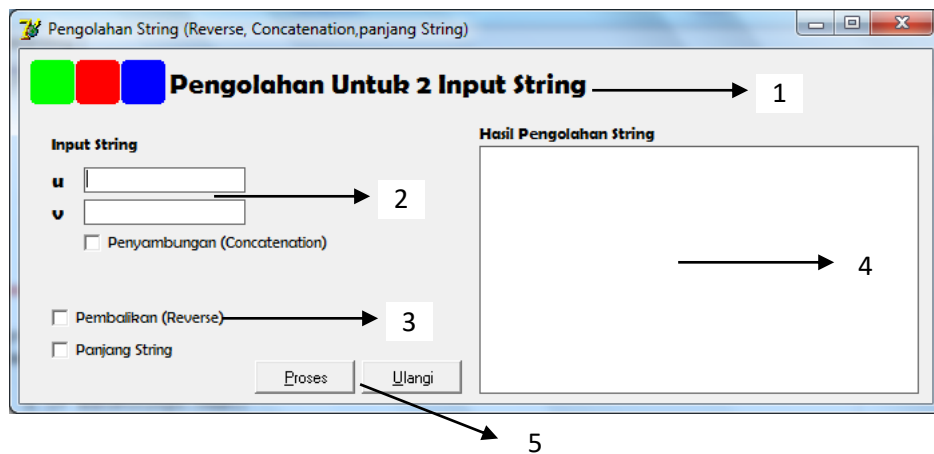 Pengolahan String (Reverse, Concatenation,panjang String)
Pengolahan Untuk 2 Input String
1
Hasil Pengolahan String
Input String
u
2
v
Penyambungan (Concatenation)
4
Pembalikan (Reverse)
3
Panjang String
Proses
Ulangi
5